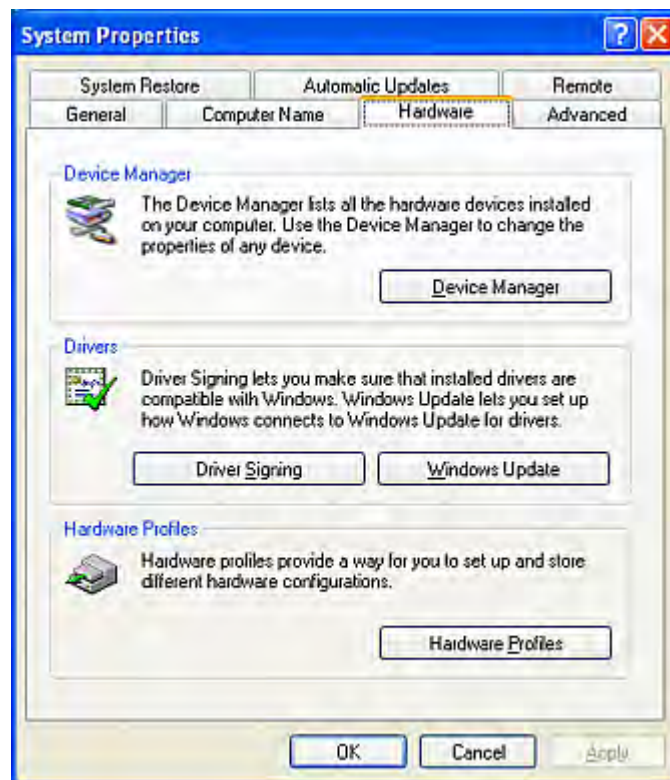 System Properties
System Restore Automatic Updates Remote
General Computer Name Hardware Advanced
Device Manager
The Device Manager lists all the hardware devices installed
on your computer. Use the Device Manager to change the
properties of any device.
Device Manager
Drivers
Driver Signing lets you make sure that installed drivers are
compatible with Windows. Windows Update lets you set up
how Windows connects to Windows Update for drivers.
Driver Signing Windows Update
Hardware Profiles
Hardware profiles provide a way for you to set up and store
different hardware configurations.
Hardware Profiles
OK Cancel Apply